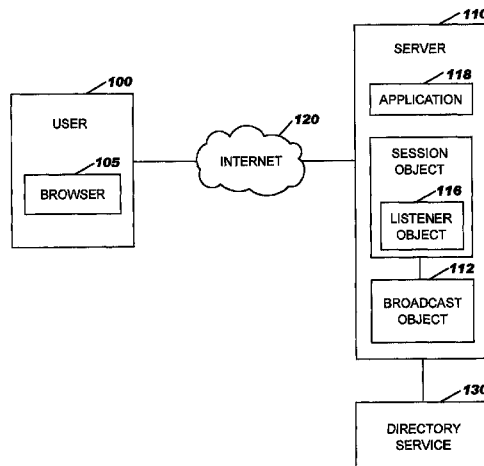 100
USER
105
BROWSER
120
INTERNET
110
SERVER
118
APPLICATION
SESSION
OBJECT
116
LISTENER
OBJECT
112
BROADCAST
OBJECT
130
DIRECTORY
SERVICE